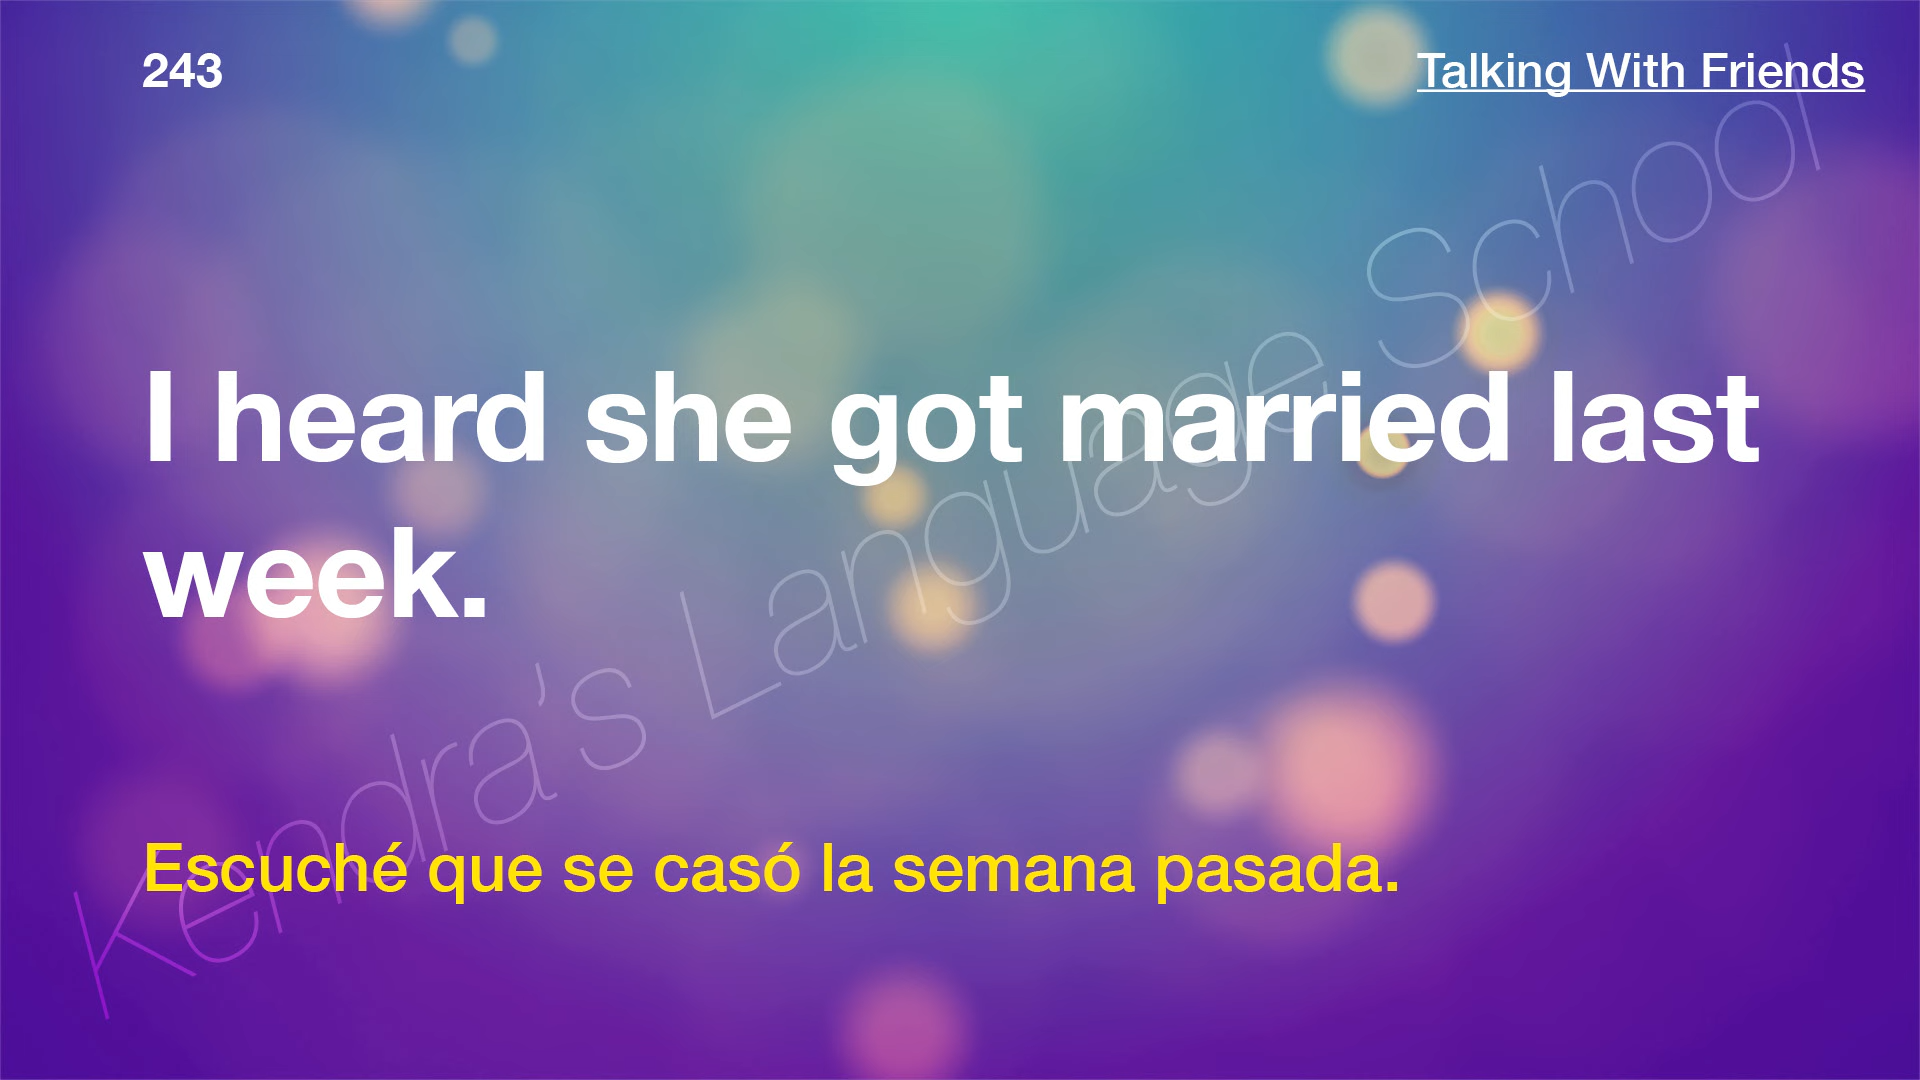 243
Talking With Friends
I heard she got married last
week.
Escuché que se casó la semana pasada.
Kendra's Language School